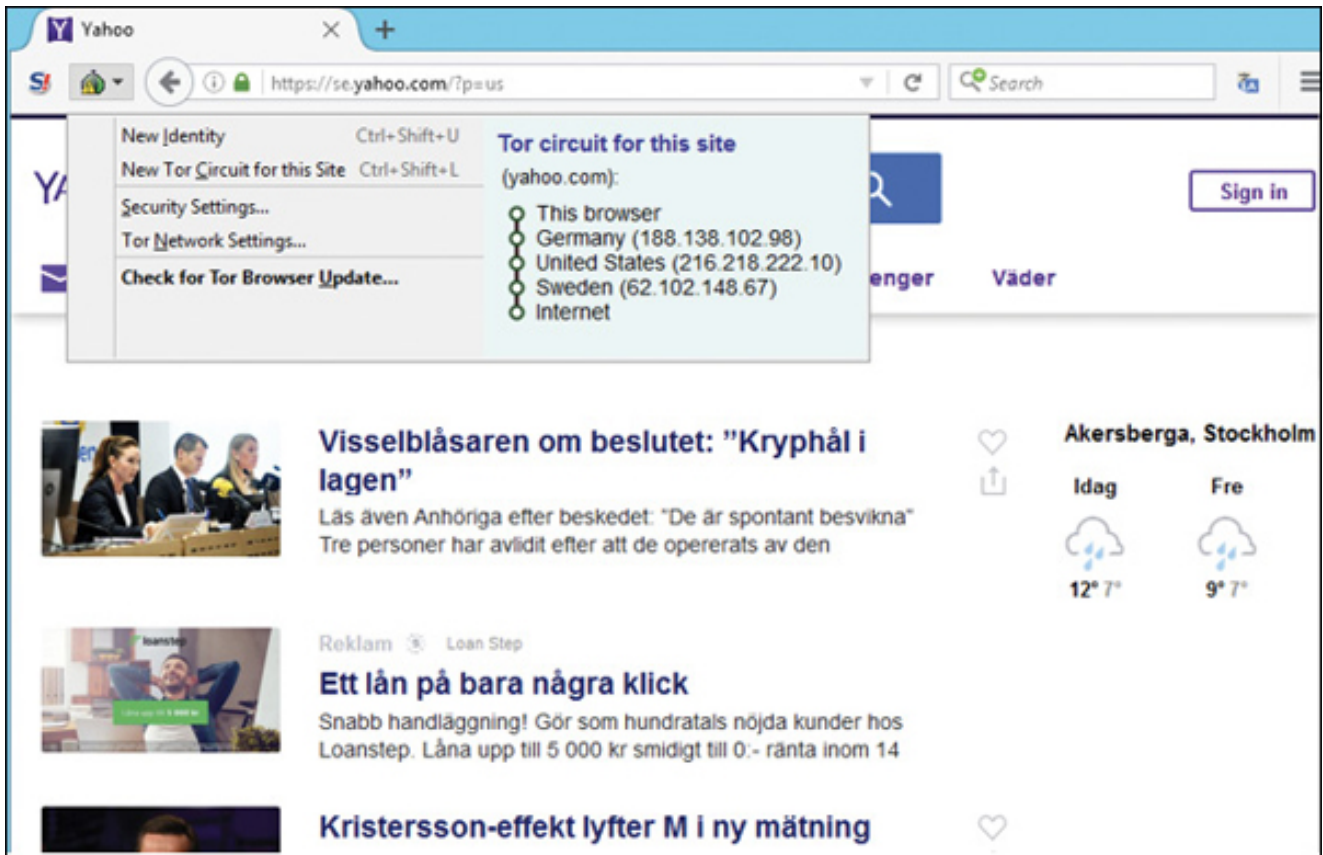 Yahoo
https://se.yahoo.com/?p=us
Search
New Identity Ctrl+Shift+U
New Tor Circuit for this Site Ctrl+Shift+L
Security Settings...
Tor Network Settings...
Check for Tor Browser Update...
Tor circuit for this site
(yahoo.com):
This browser
Germany (188.138.102.98)
United States (216.218.222.10)
Sweden (62.102.148.67)
Internet
YA
Sign in
enger Väder
Visselblåsaren om beslutet: ”Kryphål i
lagen”
Läs även Anhöriga efter beskedet: ”De är spontant besvikna”
Tre personer har avlidit efter att de opererats av den
Akersberga, Stockholm
Idag Fre
12° 7° 9° 7°
loanstep
Reklam Loan Step
Ett lån på bara några klick
Snabb handläggning! Gör som hundratals nöjda kunder hos
Loanstep. Låna upp till 5 000 kr smidigt till 0:- ränta inom 14
Kristersson-effekt lyfter M i ny mätning